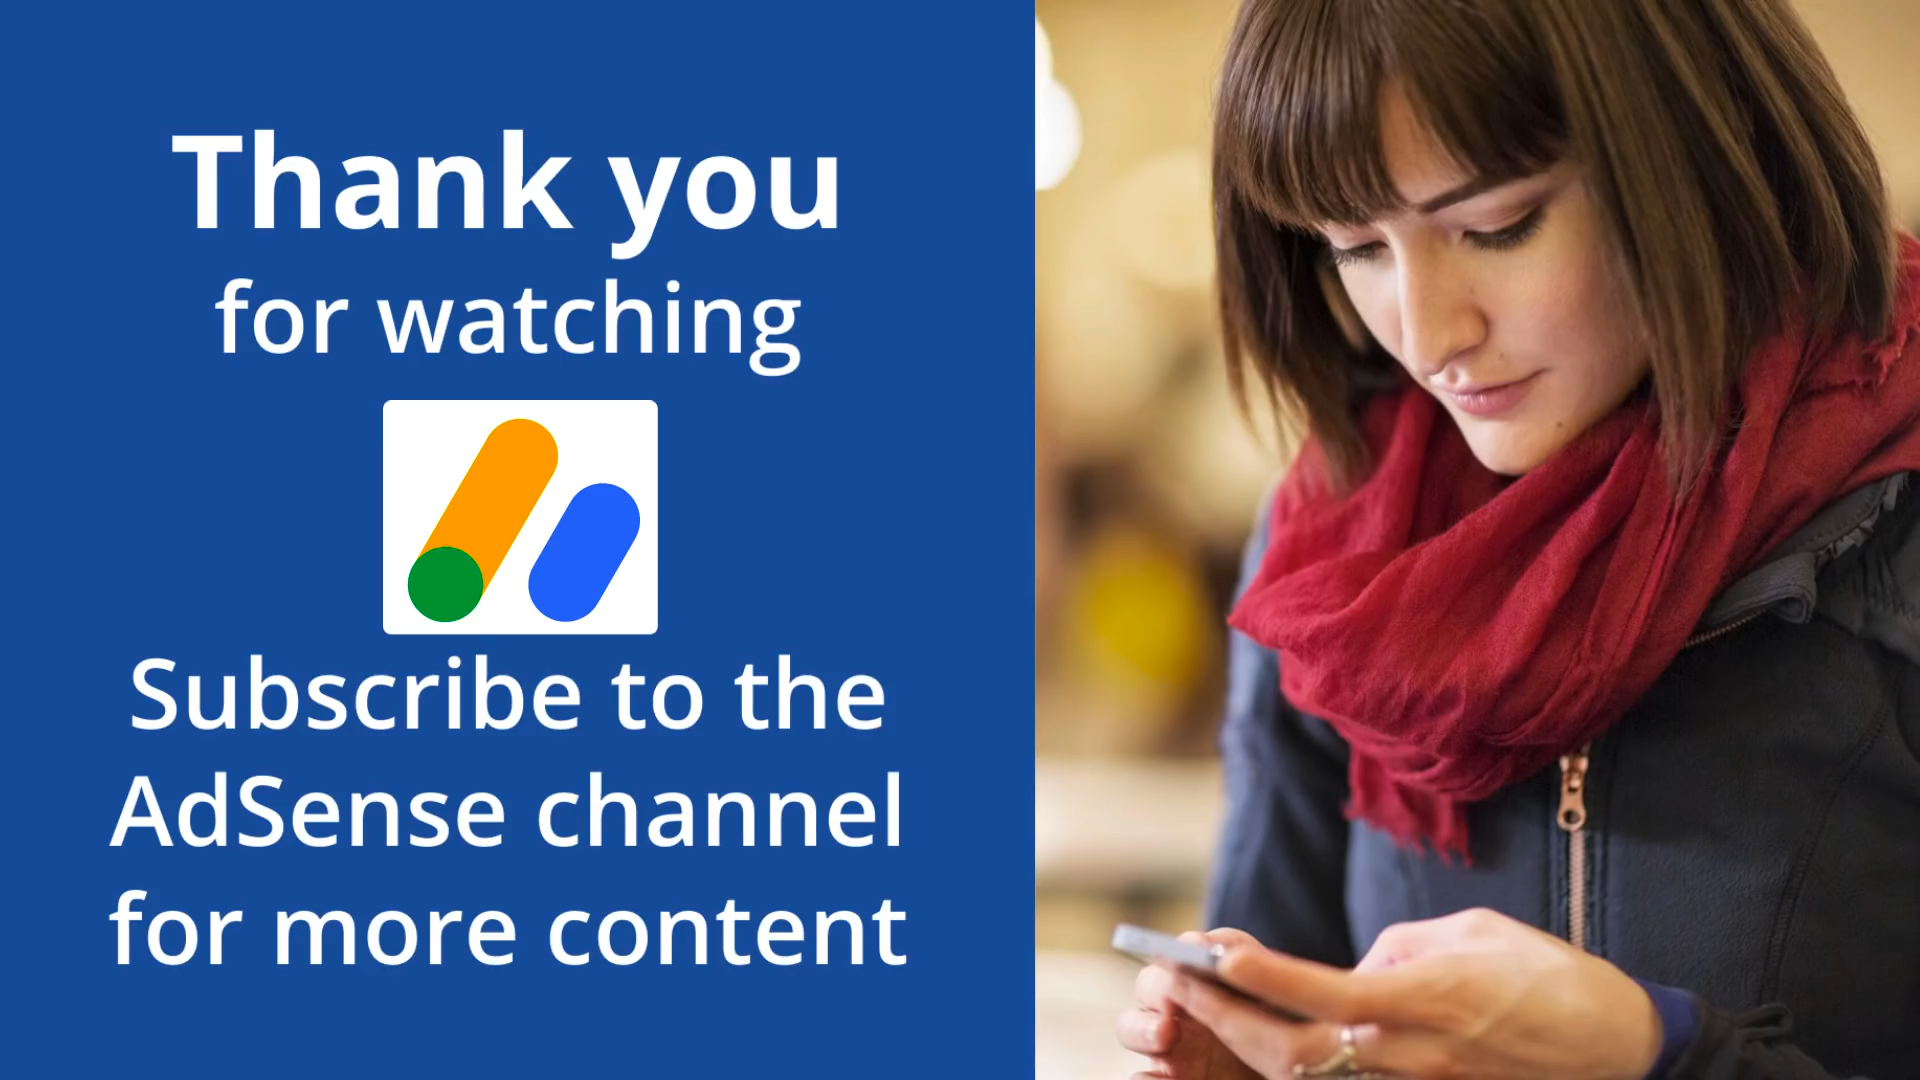 Thank you
for watching
Subscribe to the
AdSense channel
for more content